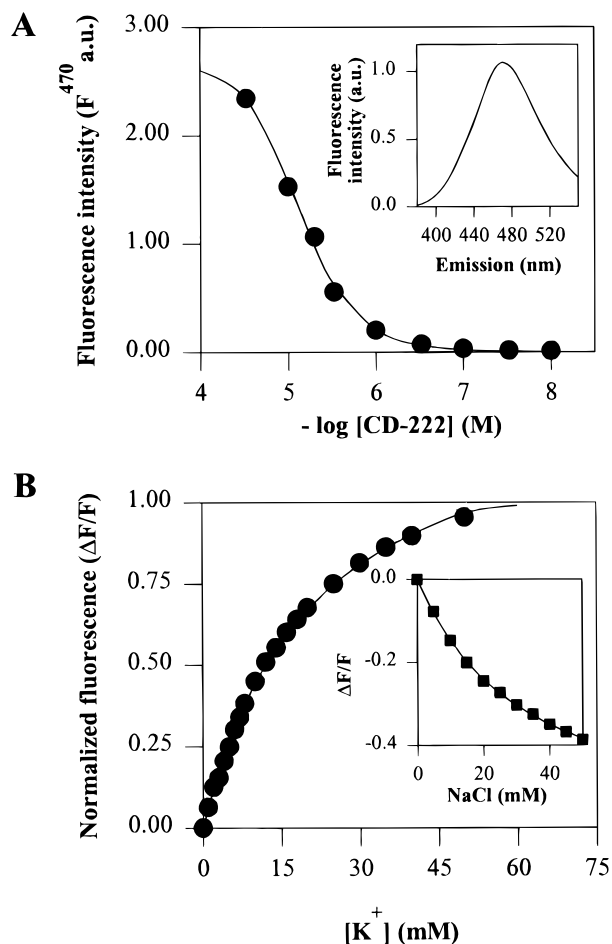 A
Fluorescence intensity (F⁴⁷⁰ a.u.)
3.00
2.00
1.00
0.00
4 5 6 7 8
- log [CD-222] (M)
Fluorescence
intensity (a.u.)
1.0
0.5
0.0
400 440 480 520
Emission (nm)
B
Normalized fluorescence (ΔF/F)
1.00
0.75
0.50
0.25
0.00
0 15 30 45 60 75
[K⁺] (mM)
ΔF/F
0.0
-0.2
-0.4
0 20 40
NaCl (mM)